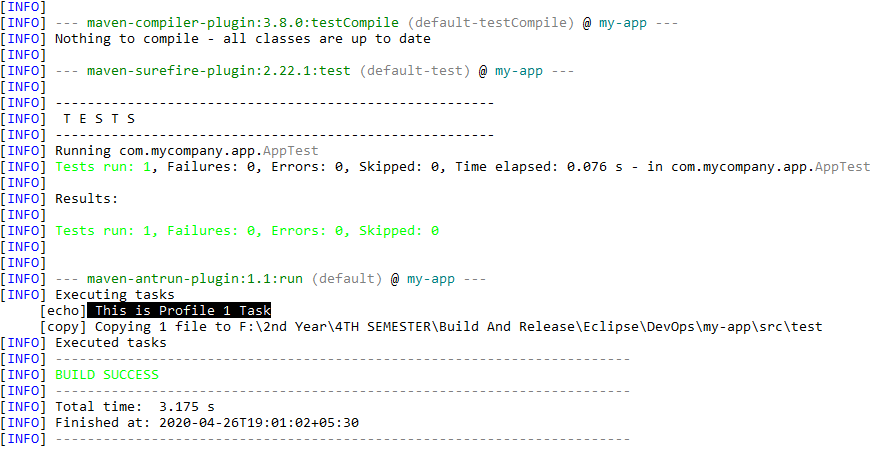 [INFO]
[INFO] --- maven-compiler-plugin:3.8.0:testCompile (default-testCompile) @ my-app ---
[INFO] Nothing to compile - all classes are up to date
[INFO]
[INFO] --- maven-surefire-plugin:2.22.1:test (default-test) @ my-app ---
[INFO]
[INFO] -------------------------------------------------------
[INFO]  T E S T S
[INFO] -------------------------------------------------------
[INFO] Running com.mycompany.app.AppTest
[INFO] Tests run: 1, Failures: 0, Errors: 0, Skipped: 0, Time elapsed: 0.076 s - in com.mycompany.app.AppTest
[INFO]
[INFO] Results:
[INFO]
[INFO] Tests run: 1, Failures: 0, Errors: 0, Skipped: 0
[INFO]
[INFO]
[INFO] --- maven-antrun-plugin:1.1:run (default) @ my-app ---
[INFO] Executing tasks
     [echo] This is Profile 1 Task
     [copy] Copying 1 file to F:\2nd Year\4TH SEMESTER\Build And Release\Eclipse\DevOps\my-app\src\test
[INFO] Executed tasks
[INFO] ------------------------------------------------------------------------
[INFO] BUILD SUCCESS
[INFO] ------------------------------------------------------------------------
[INFO] Total time:  3.175 s
[INFO] Finished at: 2020-04-26T19:01:02+05:30
[INFO] ------------------------------------------------------------------------